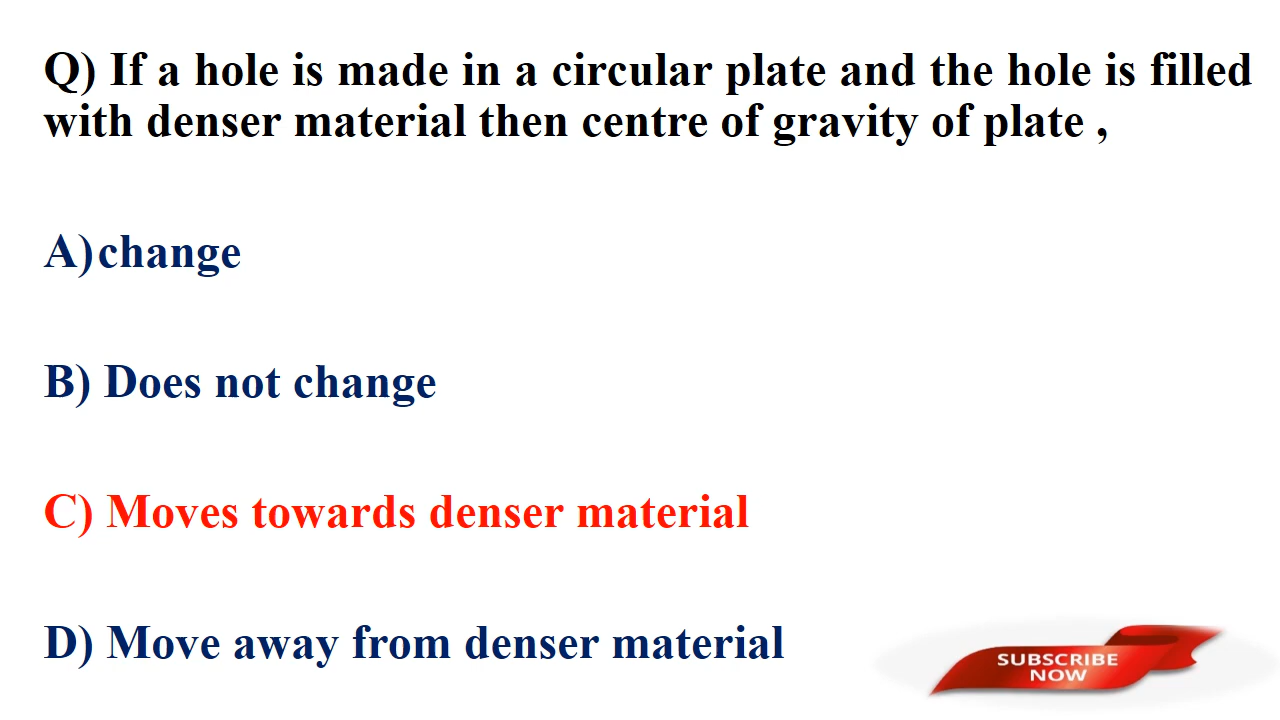 Q) If a hole is made in a circular plate and the hole is filled
with denser material then centre of gravity of plate ,
A) change
B) Does not change
C) Moves towards denser material
D) Move away from denser material
SUBSCRIBE
NOW